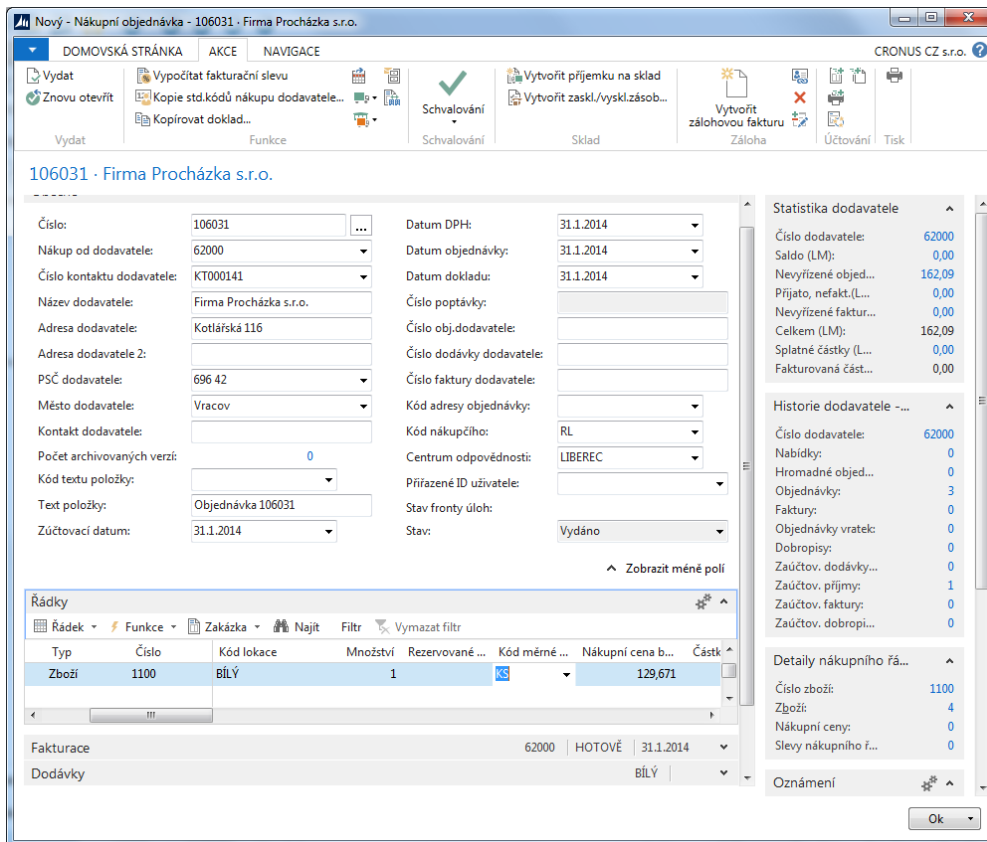 Nový - Nákupní objednávka - 106031 · Firma Procházka s.r.o.
DOMOVSKÁ STRÁNKA AKCE NAVIGACE CRONUS CZ s.r.o.
Vydat
Znovu otevřít
Vydat
Vypočítat fakturační slevu
Kopie std.kódů nákupu dodavatele...
Kopírovat doklad...
Funkce
Schvalování
Schvalování
Vytvořit příjemku na sklad
Vytvořit zaskl./vyskl.zásob...
Sklad
Vytvořit
zálohovou fakturu
Záloha
Účtování
Tisk
106031 · Firma Procházka s.r.o.
Číslo: 106031 ...
Nákup od dodavatele: 62000
Číslo kontaktu dodavatele: KT000141
Název dodavatele: Firma Procházka s.r.o.
Adresa dodavatele: Kotlářská 116
Adresa dodavatele 2:
PSČ dodavatele: 696 42
Město dodavatele: Vracov
Kontakt dodavatele:
Počet archivovaných verzí: 0
Kód textu položky:
Text položky: Objednávka 106031
Zúčtovací datum: 31.1.2014
Datum DPH: 31.1.2014
Datum objednávky: 31.1.2014
Datum dokladu: 31.1.2014
Číslo poptávky:
Číslo obj.dodavatele:
Číslo dodávky dodavatele:
Číslo faktury dodavatele:
Kód adresy objednávky:
Kód nákupčího: RL
Centrum odpovědnosti: LIBEREC
Přiřazené ID uživatele:
Stav fronty úloh:
Stav: Vydáno
Zobrazit méně polí
Řádky
Řádek Funkce Zakázka Najít Filtr Vymazat filtr
Typ Číslo Kód lokace Množství Rezervované ... Kód měrné ... Nákupní cena b... Částk
Zboží 1100 BÍLÝ 1 KS 129,671
Fakturace 62000 HOTOVĚ 31.1.2014
Dodávky BÍLÝ
Statistika dodavatele
Číslo dodavatele: 62000
Saldo (LM): 0,00
Nevyřízené objed... 162,09
Přijato, nefakt.(L... 0,00
Nevyřízené faktur... 0,00
Celkem (LM): 162,09
Splatné částky (L... 0,00
Fakturovaná část... 0,00
Historie dodavatele -...
Číslo dodavatele: 62000
Nabídky: 0
Hromadné objed... 0
Objednávky: 3
Faktury: 0
Objednávky vratek: 0
Dobropisy: 0
Zaúčtov. dodávky... 0
Zaúčtov. příjmy: 1
Zaúčtov. faktury: 0
Zaúčtov. dobropi... 0
Detaily nákupního řá...
Číslo zboží: 1100
Zboží: 4
Nákupní ceny: 0
Slevy nákupního ř... 0
Oznámení
Ok